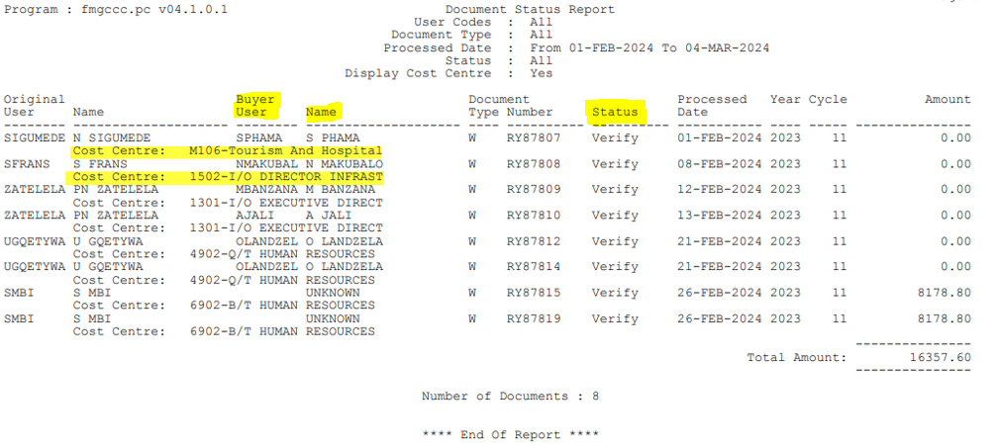 Program : fmgccc.pc v04.1.0.1 Document Status Report
User Codes : All
Document Type : All
Processed Date : From 01-FEB-2024 To 04-MAR-2024
Status : All
Display Cost Centre : Yes
Original Buyer Document Processed Year Cycle Amount
User Name User Name Type Number Status Date
SIGUMEDE N SIGUMEDE SPHAMA S PHAMA W RY87807 Verify 01-FEB-2024 2023 11 0.00
Cost Centre: M106-Tourism And Hospital
SFRANS S FRANS NMAKUBAL N MAKUBALO W RY87808 Verify 08-FEB-2024 2023 11 0.00
Cost Centre: 1502-I/O DIRECTOR INFRAST
ZATELELA PN ZATELELA MBANZANA M BANZANA W RY87809 Verify 12-FEB-2024 2023 11 0.00
Cost Centre: 1301-I/O EXECUTIVE DIRECT
ZATELELA PN ZATELELA AJALI A JALI W RY87810 Verify 13-FEB-2024 2023 11 0.00
Cost Centre: 1301-I/O EXECUTIVE DIRECT
UGQETYWA U GQETYWA OLANDZEL O LANDZELA W RY87812 Verify 21-FEB-2024 2023 11 0.00
Cost Centre: 4902-Q/T HUMAN RESOURCES
UGQETYWA U GQETYWA OLANDZEL O LANDZELA W RY87814 Verify 21-FEB-2024 2023 11 0.00
Cost Centre: 4902-Q/T HUMAN RESOURCES
SMBI S MBI UNKNOWN W RY87815 Verify 26-FEB-2024 2023 11 8178.80
Cost Centre: 6902-B/T HUMAN RESOURCES
SMBI S MBI UNKNOWN W RY87819 Verify 26-FEB-2024 2023 11 8178.80
Cost Centre: 6902-B/T HUMAN RESOURCES
Total Amount: 16357.60
Number of Documents : 8
**** End Of Report ****